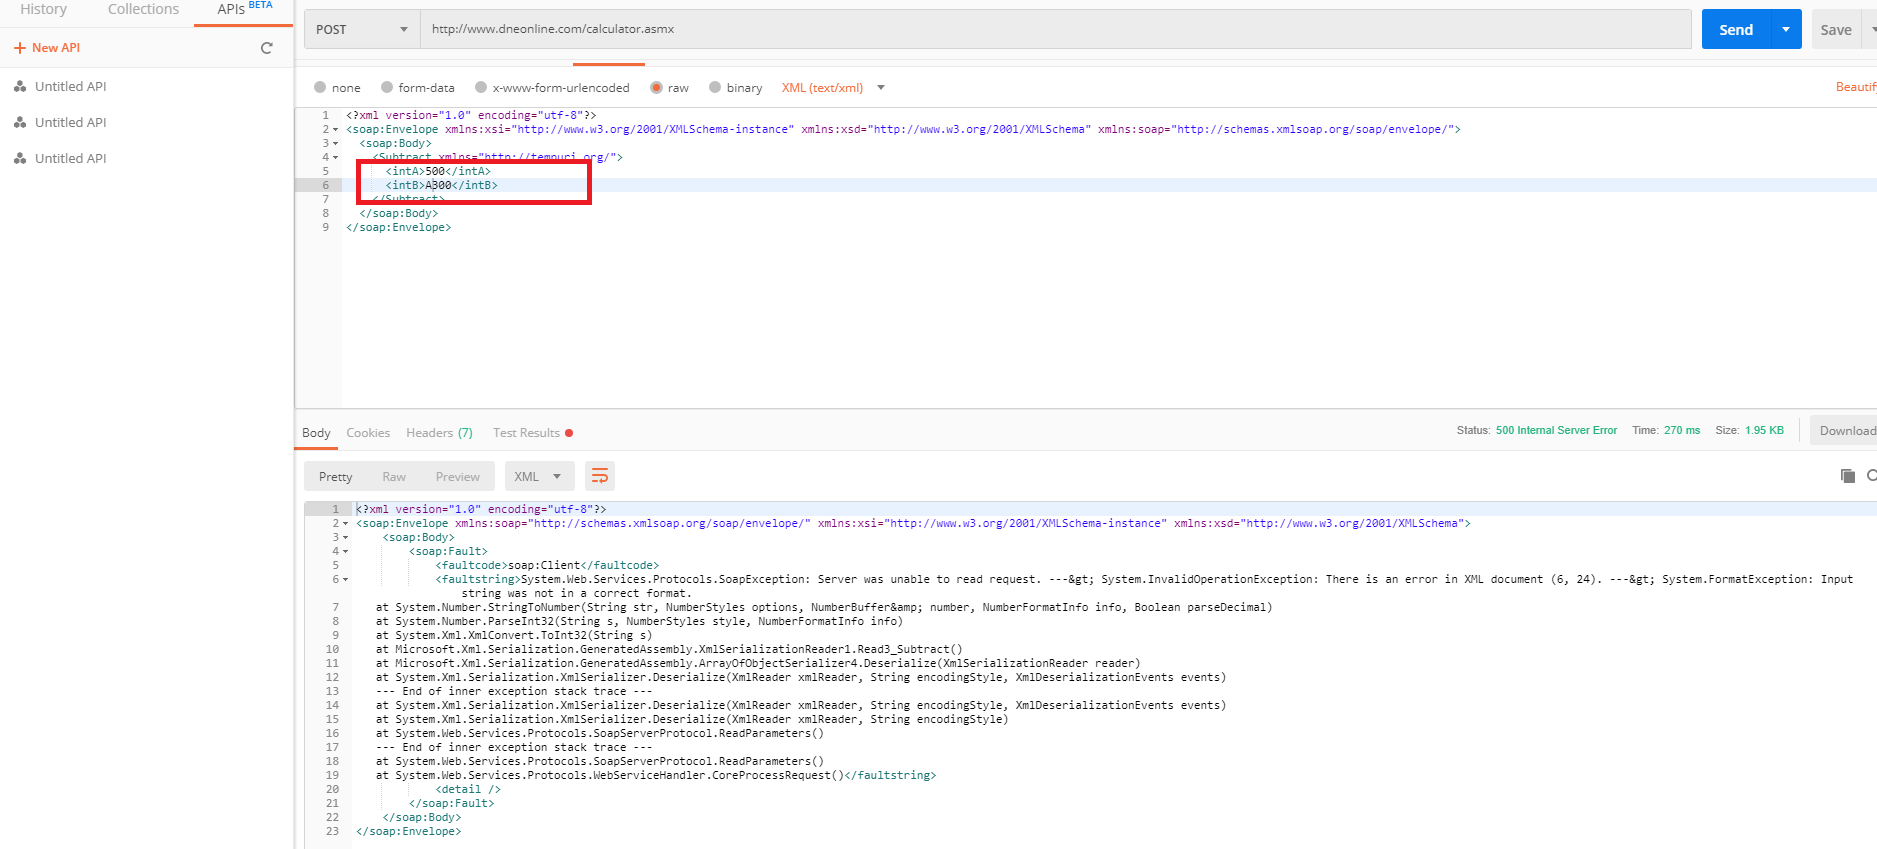 History Collections APIs BETA
POST http://www.dneonline.com/calculator.asmx Send Save
+ New API
Untitled API
Untitled API
Untitled API
none form-data x-www-form-urlencoded raw binary XML (text/xml) Beautify
1 <?xml version="1.0" encoding="utf-8"?>
2 <soap:Envelope xmlns:xsi="http://www.w3.org/2001/XMLSchema-instance" xmlns:xsd="http://www.w3.org/2001/XMLSchema" xmlns:soap="http://schemas.xmlsoap.org/soap/envelope/">
3 <soap:Body>
4 <Subtract xmlns="http://tempuri.org/">
5 <intA>500</intA>
6 <intB>A300</intB>
7 </Subtract>
8 </soap:Body>
9 </soap:Envelope>
Body Cookies Headers (7) Test Results Status: 500 Internal Server Error Time: 270 ms Size: 1.95 KB Download
Pretty Raw Preview XML
1 <?xml version="1.0" encoding="utf-8"?>
2 <soap:Envelope xmlns:soap="http://schemas.xmlsoap.org/soap/envelope/" xmlns:xsi="http://www.w3.org/2001/XMLSchema-instance" xmlns:xsd="http://www.w3.org/2001/XMLSchema">
3 <soap:Body>
4 <soap:Fault>
5 <faultcode>soap:Client</faultcode>
6 <faultstring>System.Web.Services.Protocols.SoapException: Server was unable to read request. ---&gt; System.InvalidOperationException: There is an error in XML document (6, 24). ---&gt; System.FormatException: Input
string was not in a correct format.
7 at System.Number.StringToNumber(String str, NumberStyles options, NumberBuffer&amp; number, NumberFormatInfo info, Boolean parseDecimal)
8 at System.Number.ParseInt32(String s, NumberStyles style, NumberFormatInfo info)
9 at System.Xml.XmlConvert.ToInt32(String s)
10 at Microsoft.Xml.Serialization.GeneratedAssembly.XmlSerializationReader1.Read3_Subtract()
11 at Microsoft.Xml.Serialization.GeneratedAssembly.ArrayOfObjectSerializer4.Deserialize(XmlSerializationReader reader)
12 at System.Xml.Serialization.XmlSerializer.Deserialize(XmlReader xmlReader, String encodingStyle, XmlDeserializationEvents events)
13 --- End of inner exception stack trace ---
14 at System.Xml.Serialization.XmlSerializer.Deserialize(XmlReader xmlReader, String encodingStyle, XmlDeserializationEvents events)
15 at System.Xml.Serialization.XmlSerializer.Deserialize(XmlReader xmlReader, String encodingStyle)
16 at System.Web.Services.Protocols.SoapServerProtocol.ReadParameters()
17 --- End of inner exception stack trace ---
18 at System.Web.Services.Protocols.SoapServerProtocol.ReadParameters()
19 at System.Web.Services.Protocols.WebServiceHandler.CoreProcessRequest()</faultstring>
20 <detail />
21 </soap:Fault>
22 </soap:Body>
23 </soap:Envelope>